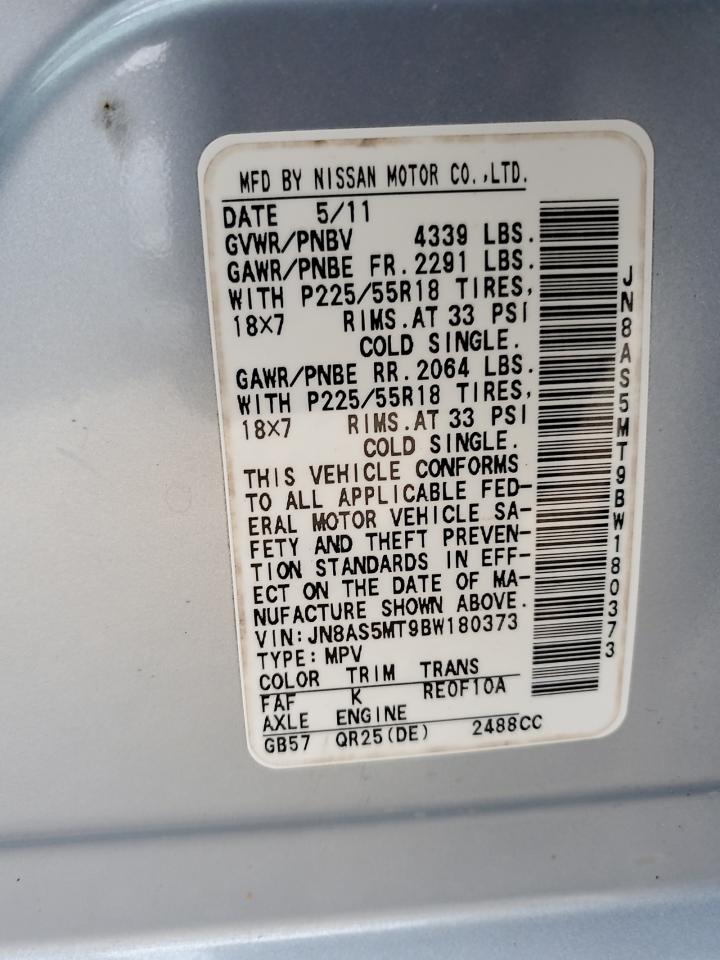 MFD BY NISSAN MOTOR CO.,LTD.
DATE 5/11
GVWR/PNBV 4339 LBS.
GAWR/PNBE FR. 2291 LBS.
WITH P225/55R18 TIRES,
18X7 RIMS.AT 33 PSI
COLD SINGLE.
GAWR/PNBE RR. 2064 LBS.
WITH P225/55R18 TIRES,
18X7 RIMS.AT 33 PSI
COLD SINGLE.
THIS VEHICLE CONFORMS
TO ALL APPLICABLE FED-
ERAL MOTOR VEHICLE SA-
FETY AND THEFT PREVEN-
TION STANDARDS IN EFF-
ECT ON THE DATE OF MA-
NUFACTURE SHOWN ABOVE.
VIN: JN8AS5MT9BW180373
TYPE: MPV
COLOR TRIM TRANS
FAF K RE0F10A
AXLE ENGINE
GB57 QR25(DE) 2488CC
JN8AS5MT9BW180373